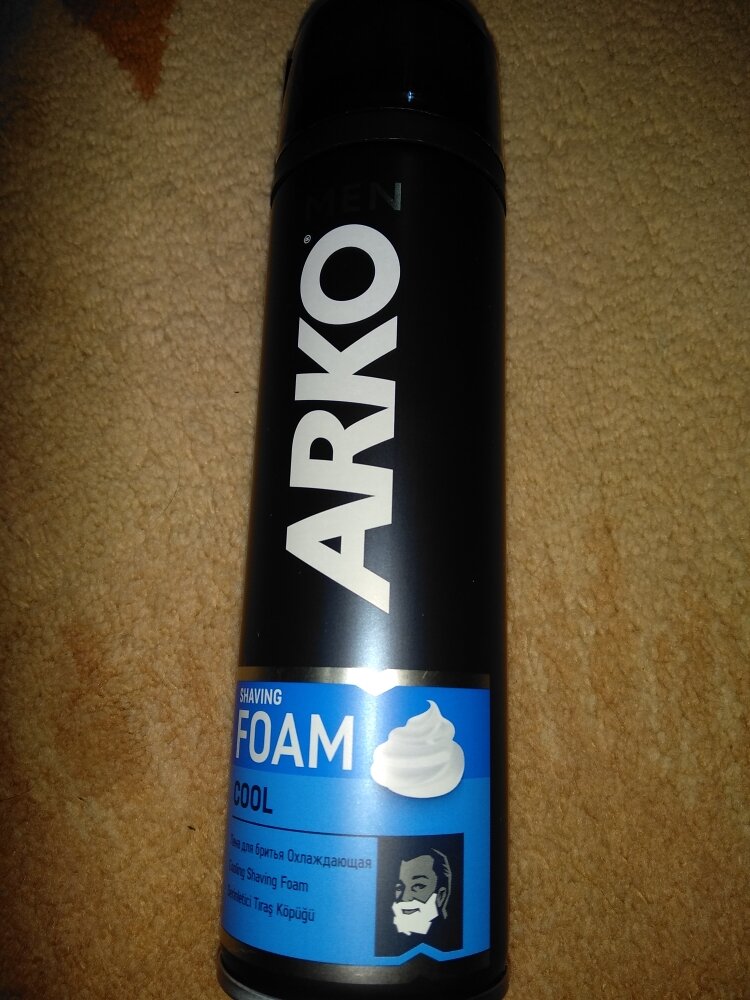 MEN
ARKO®
SHAVING
FOAM
COOL
Пена для бритья Охлаждающая
Cooling Shaving Foam
Serinletici Tıraş Köpüğü